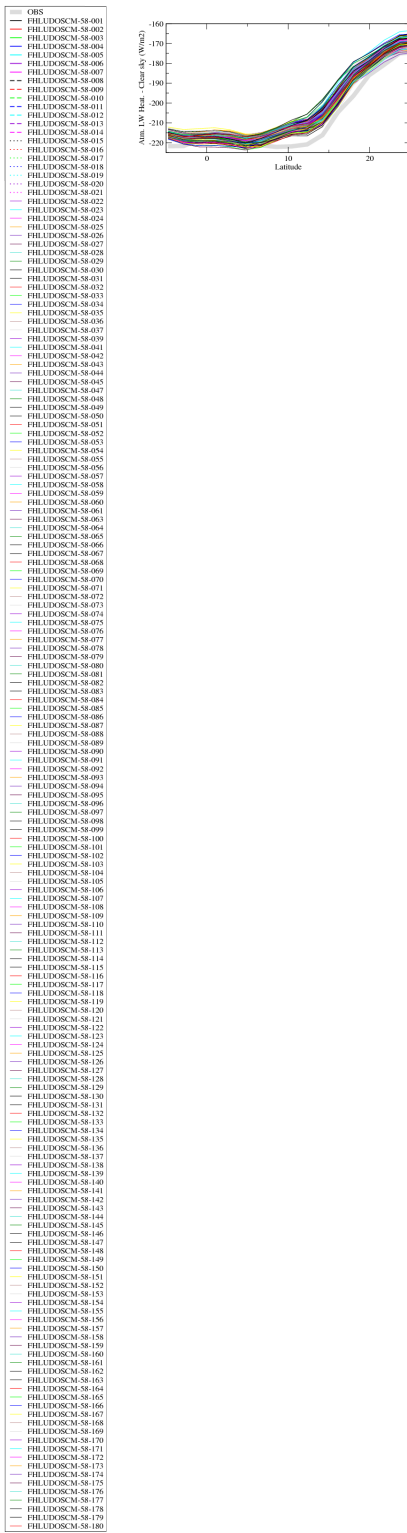 OBS
FHLUDOSCM-58-001
FHLUDOSCM-58-002
FHLUDOSCM-58-003
FHLUDOSCM-58-004
FHLUDOSCM-58-005
FHLUDOSCM-58-006
FHLUDOSCM-58-007
FHLUDOSCM-58-008
FHLUDOSCM-58-009
FHLUDOSCM-58-010
FHLUDOSCM-58-011
FHLUDOSCM-58-012
FHLUDOSCM-58-013
FHLUDOSCM-58-014
FHLUDOSCM-58-015
FHLUDOSCM-58-016
FHLUDOSCM-58-017
FHLUDOSCM-58-018
FHLUDOSCM-58-019
FHLUDOSCM-58-020
FHLUDOSCM-58-021
FHLUDOSCM-58-022
FHLUDOSCM-58-023
FHLUDOSCM-58-024
FHLUDOSCM-58-025
FHLUDOSCM-58-026
FHLUDOSCM-58-027
FHLUDOSCM-58-028
FHLUDOSCM-58-029
FHLUDOSCM-58-030
FHLUDOSCM-58-031
FHLUDOSCM-58-032
FHLUDOSCM-58-033
FHLUDOSCM-58-034
FHLUDOSCM-58-035
FHLUDOSCM-58-036
FHLUDOSCM-58-037
FHLUDOSCM-58-039
FHLUDOSCM-58-041
FHLUDOSCM-58-042
FHLUDOSCM-58-043
FHLUDOSCM-58-044
FHLUDOSCM-58-045
FHLUDOSCM-58-047
FHLUDOSCM-58-048
FHLUDOSCM-58-049
FHLUDOSCM-58-050
FHLUDOSCM-58-051
FHLUDOSCM-58-052
FHLUDOSCM-58-053
FHLUDOSCM-58-054
FHLUDOSCM-58-055
FHLUDOSCM-58-056
FHLUDOSCM-58-057
FHLUDOSCM-58-058
FHLUDOSCM-58-059
FHLUDOSCM-58-060
FHLUDOSCM-58-061
FHLUDOSCM-58-063
FHLUDOSCM-58-064
FHLUDOSCM-58-065
FHLUDOSCM-58-066
FHLUDOSCM-58-067
FHLUDOSCM-58-068
FHLUDOSCM-58-069
FHLUDOSCM-58-070
FHLUDOSCM-58-071
FHLUDOSCM-58-072
FHLUDOSCM-58-073
FHLUDOSCM-58-074
FHLUDOSCM-58-075
FHLUDOSCM-58-076
FHLUDOSCM-58-077
FHLUDOSCM-58-078
FHLUDOSCM-58-079
FHLUDOSCM-58-080
FHLUDOSCM-58-081
FHLUDOSCM-58-082
FHLUDOSCM-58-083
FHLUDOSCM-58-084
FHLUDOSCM-58-085
FHLUDOSCM-58-086
FHLUDOSCM-58-087
FHLUDOSCM-58-088
FHLUDOSCM-58-089
FHLUDOSCM-58-090
FHLUDOSCM-58-091
FHLUDOSCM-58-092
FHLUDOSCM-58-093
FHLUDOSCM-58-094
FHLUDOSCM-58-095
FHLUDOSCM-58-096
FHLUDOSCM-58-097
FHLUDOSCM-58-098
FHLUDOSCM-58-099
FHLUDOSCM-58-100
FHLUDOSCM-58-101
FHLUDOSCM-58-102
FHLUDOSCM-58-103
FHLUDOSCM-58-104
FHLUDOSCM-58-105
FHLUDOSCM-58-106
FHLUDOSCM-58-107
FHLUDOSCM-58-108
FHLUDOSCM-58-109
FHLUDOSCM-58-110
FHLUDOSCM-58-111
FHLUDOSCM-58-112
FHLUDOSCM-58-113
FHLUDOSCM-58-114
FHLUDOSCM-58-115
FHLUDOSCM-58-116
FHLUDOSCM-58-117
FHLUDOSCM-58-118
FHLUDOSCM-58-119
FHLUDOSCM-58-120
FHLUDOSCM-58-121
FHLUDOSCM-58-122
FHLUDOSCM-58-123
FHLUDOSCM-58-124
FHLUDOSCM-58-125
FHLUDOSCM-58-126
FHLUDOSCM-58-127
FHLUDOSCM-58-128
FHLUDOSCM-58-129
FHLUDOSCM-58-130
FHLUDOSCM-58-131
FHLUDOSCM-58-132
FHLUDOSCM-58-133
FHLUDOSCM-58-134
FHLUDOSCM-58-135
FHLUDOSCM-58-136
FHLUDOSCM-58-137
FHLUDOSCM-58-138
FHLUDOSCM-58-139
FHLUDOSCM-58-140
FHLUDOSCM-58-141
FHLUDOSCM-58-142
FHLUDOSCM-58-143
FHLUDOSCM-58-144
FHLUDOSCM-58-145
FHLUDOSCM-58-146
FHLUDOSCM-58-147
FHLUDOSCM-58-148
FHLUDOSCM-58-149
FHLUDOSCM-58-150
FHLUDOSCM-58-151
FHLUDOSCM-58-152
FHLUDOSCM-58-153
FHLUDOSCM-58-154
FHLUDOSCM-58-155
FHLUDOSCM-58-156
FHLUDOSCM-58-157
FHLUDOSCM-58-158
FHLUDOSCM-58-159
FHLUDOSCM-58-160
FHLUDOSCM-58-161
FHLUDOSCM-58-162
FHLUDOSCM-58-163
FHLUDOSCM-58-164
FHLUDOSCM-58-165
FHLUDOSCM-58-166
FHLUDOSCM-58-167
FHLUDOSCM-58-168
FHLUDOSCM-58-169
FHLUDOSCM-58-170
FHLUDOSCM-58-171
FHLUDOSCM-58-172
FHLUDOSCM-58-173
FHLUDOSCM-58-174
FHLUDOSCM-58-175
FHLUDOSCM-58-176
FHLUDOSCM-58-177
FHLUDOSCM-58-178
FHLUDOSCM-58-179
FHLUDOSCM-58-180
Atm. LW Heat. - Clear sky (W/m2)
-160
-170
-180
-190
-200
-210
-220
0
10
20
Latitude